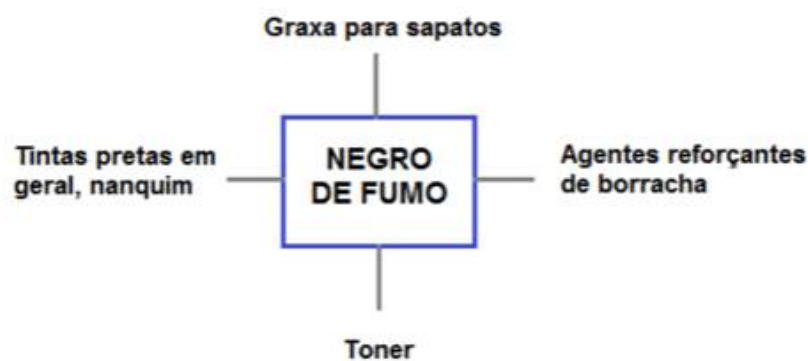 Graxa para sapatos
Tintas pretas em
geral, nanquim
NEGRO
DE FUMO
Agentes reforçantes
de borracha
Toner